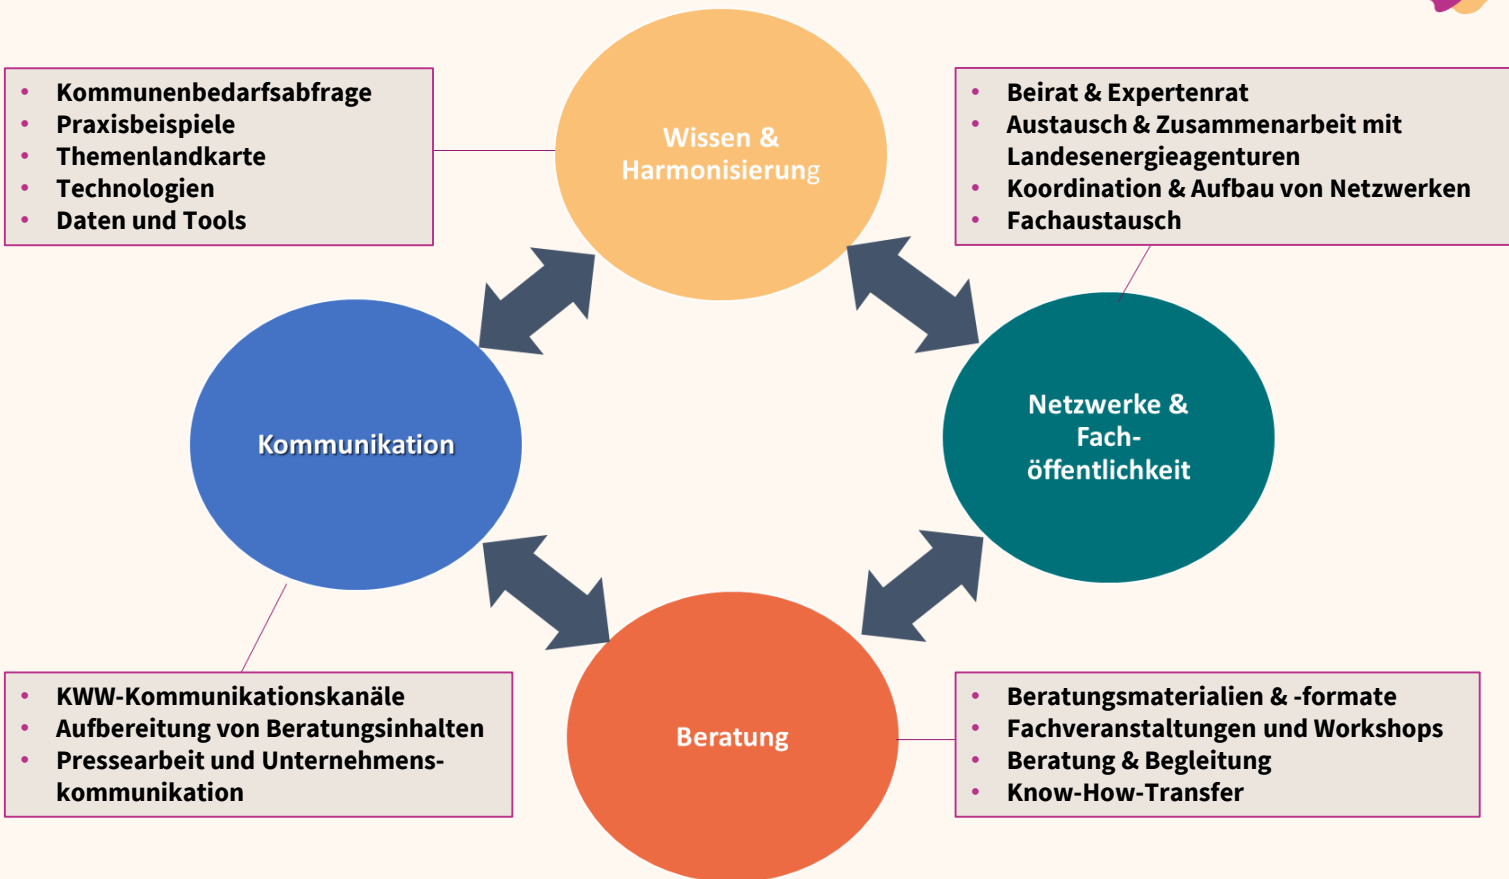 Wissen &
Harmonisierung
• Kommunenbedarfsabfrage
• Praxisbeispiele
• Themenlandkarte
• Technologien
• Daten und Tools
• Beirat & Expertenrat
• Austausch & Zusammenarbeit mit
Landesenergieagenturen
• Koordination & Aufbau von Netzwerken
• Fachaustausch
Kommunikation
Netzwerke &
Fach-
öffentlichkeit
Beratung
• KWW-Kommunikationskanäle
• Aufbereitung von Beratungsinhalten
• Pressearbeit und Unternehmens-
kommunikation
• Beratungsmaterialien & -formate
• Fachveranstaltungen und Workshops
• Beratung & Begleitung
• Know-How-Transfer